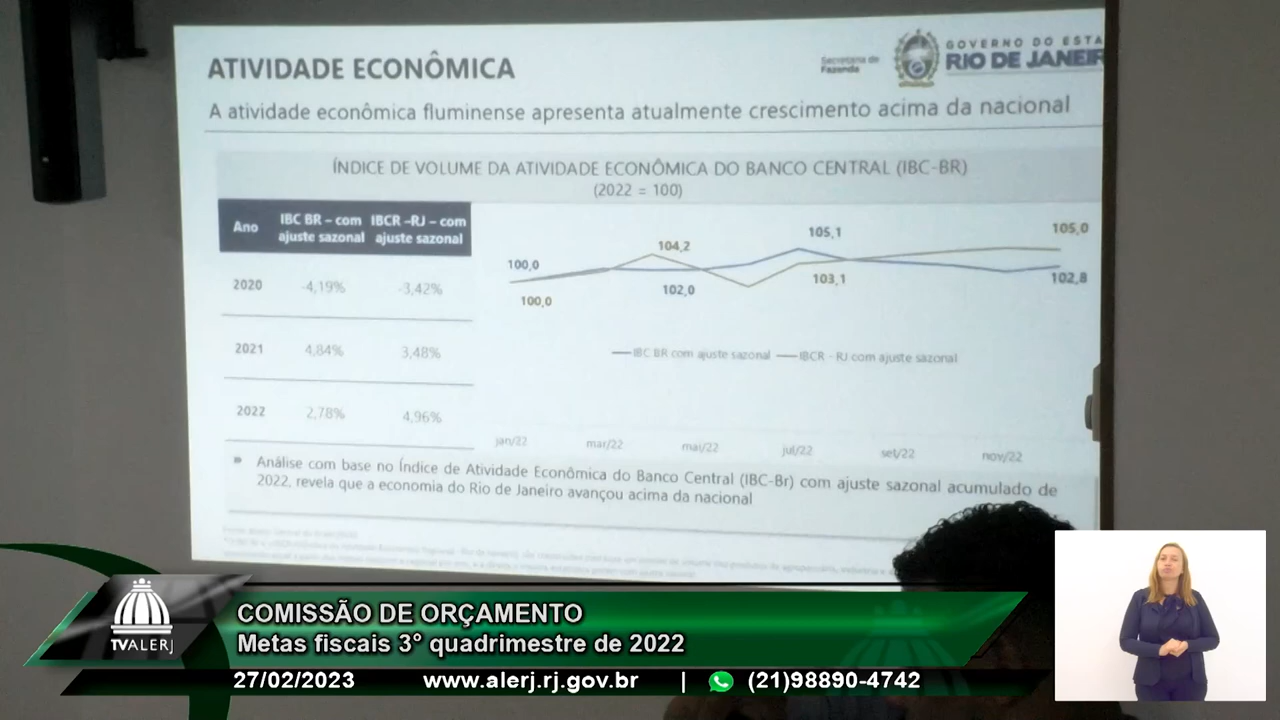 ATIVIDADE ECONÔMICA
Secretaria de
Fazenda
GOVERNO DO ESTA
RIO DE JANEIR
A atividade econômica fluminense apresenta atualmente crescimento acima da nacional
ÍNDICE DE VOLUME DA ATIVIDADE ECONÔMICA DO BANCO CENTRAL (IBC-BR)
(2022 = 100)
Ano IBC BR – com ajuste sazonal IBCR –RJ – com ajuste sazonal
2020 -4,19% -3,42%
2021 4,84% 3,48%
2022 2,78% 4,96%
100,0
100,0
104,2
102,0
105,1
103,1
105,0
102,8
IBC BR com ajuste sazonal IBCR - RJ com ajuste sazonal
jan/22 mar/22 mai/22 jul/22 set/22 nov/22
Análise com base no Índice de Atividade Econômica do Banco Central (IBC-Br) com ajuste sazonal acumulado de
2022, revela que a economia do Rio de Janeiro avançou acima da nacional
TVALERJ
COMISSÃO DE ORÇAMENTO
Metas fiscais 3° quadrimestre de 2022
27/02/2023 www.alerj.rj.gov.br | (21)98890-4742